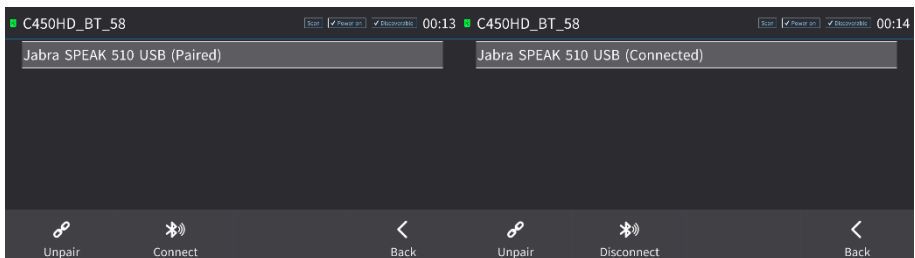 C450HD_BT_58 Scan Power on Discoverable 00:13
Jabra SPEAK 510 USB (Paired)
Unpair Connect Back
C450HD_BT_58 Scan Power on Discoverable 00:14
Jabra SPEAK 510 USB (Connected)
Unpair Disconnect Back